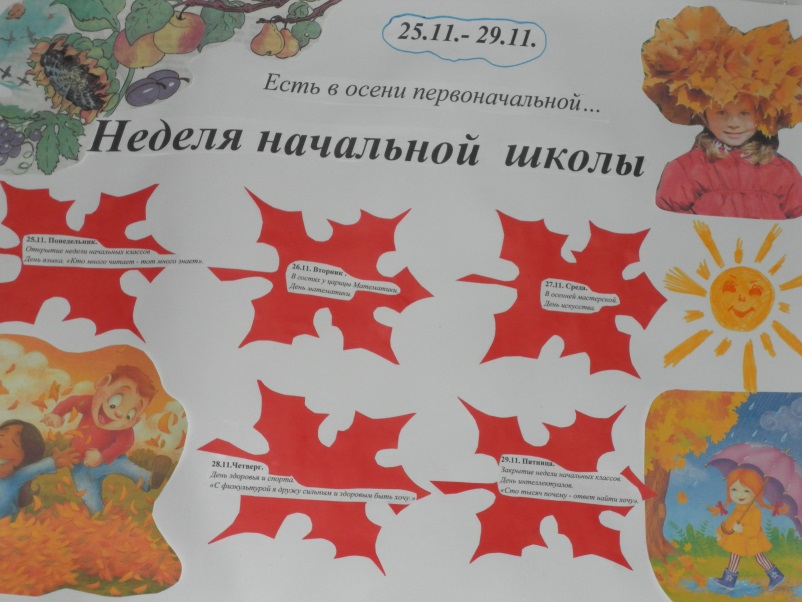 25.11.- 29.11.
Есть в осени первоначальной…
Неделя начальной школы
25.11. Понедельник.
Открытие недели начальных классов
День языка. «Кто много читает - тот много знает».
26.11. Вторник .
В гостях у царицы Математики.
День математики.
27.11. Среда.
В осенней мастерской.
День искусства.
28.11.Четверг.
День здоровья и спорта.
«С физкультурой я дружу сильным и здоровым быть хочу.»
29.11. Пятница.
Закрытие недели начальных классов.
День интеллектуалов.
«Сто тысяч почему - ответ найти хочу».